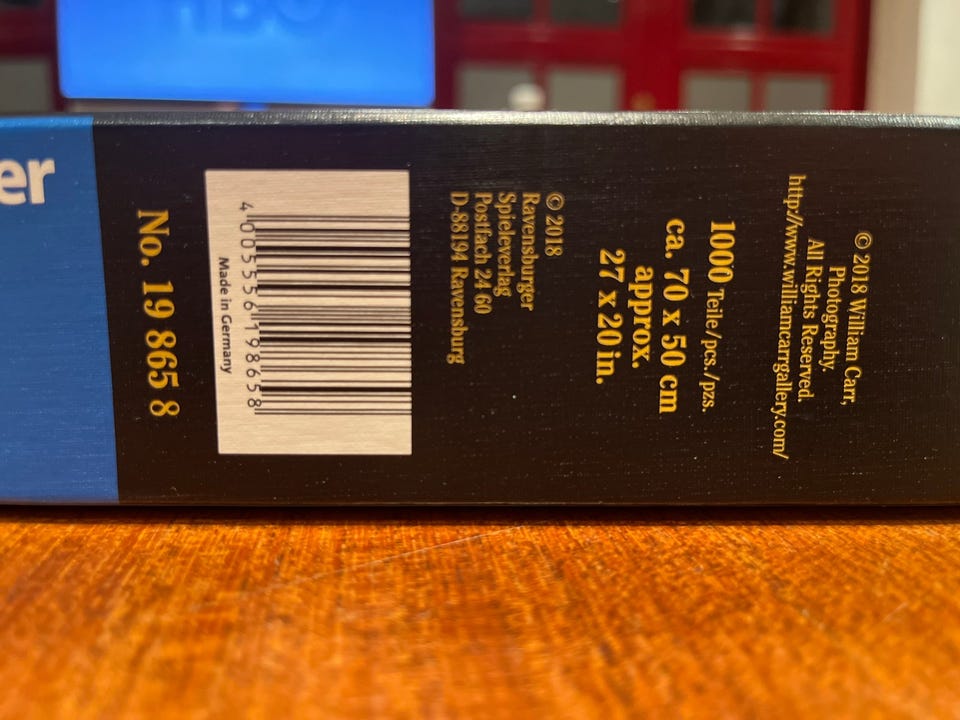 © 2018 William Carr,
Photography.
All Rights Reserved.
http//www.williamcarrgallery.com/
1000 Teile/pcs./pzs.
ca. 70 x 50 cm
approx.
27 x 20 in.
© 2018
Ravensburger
Spieleverlag
Postfach 24 60
D-88194 Ravensburg
4 005556 198658
Made in Germany
No. 19 865 8
er
HBO